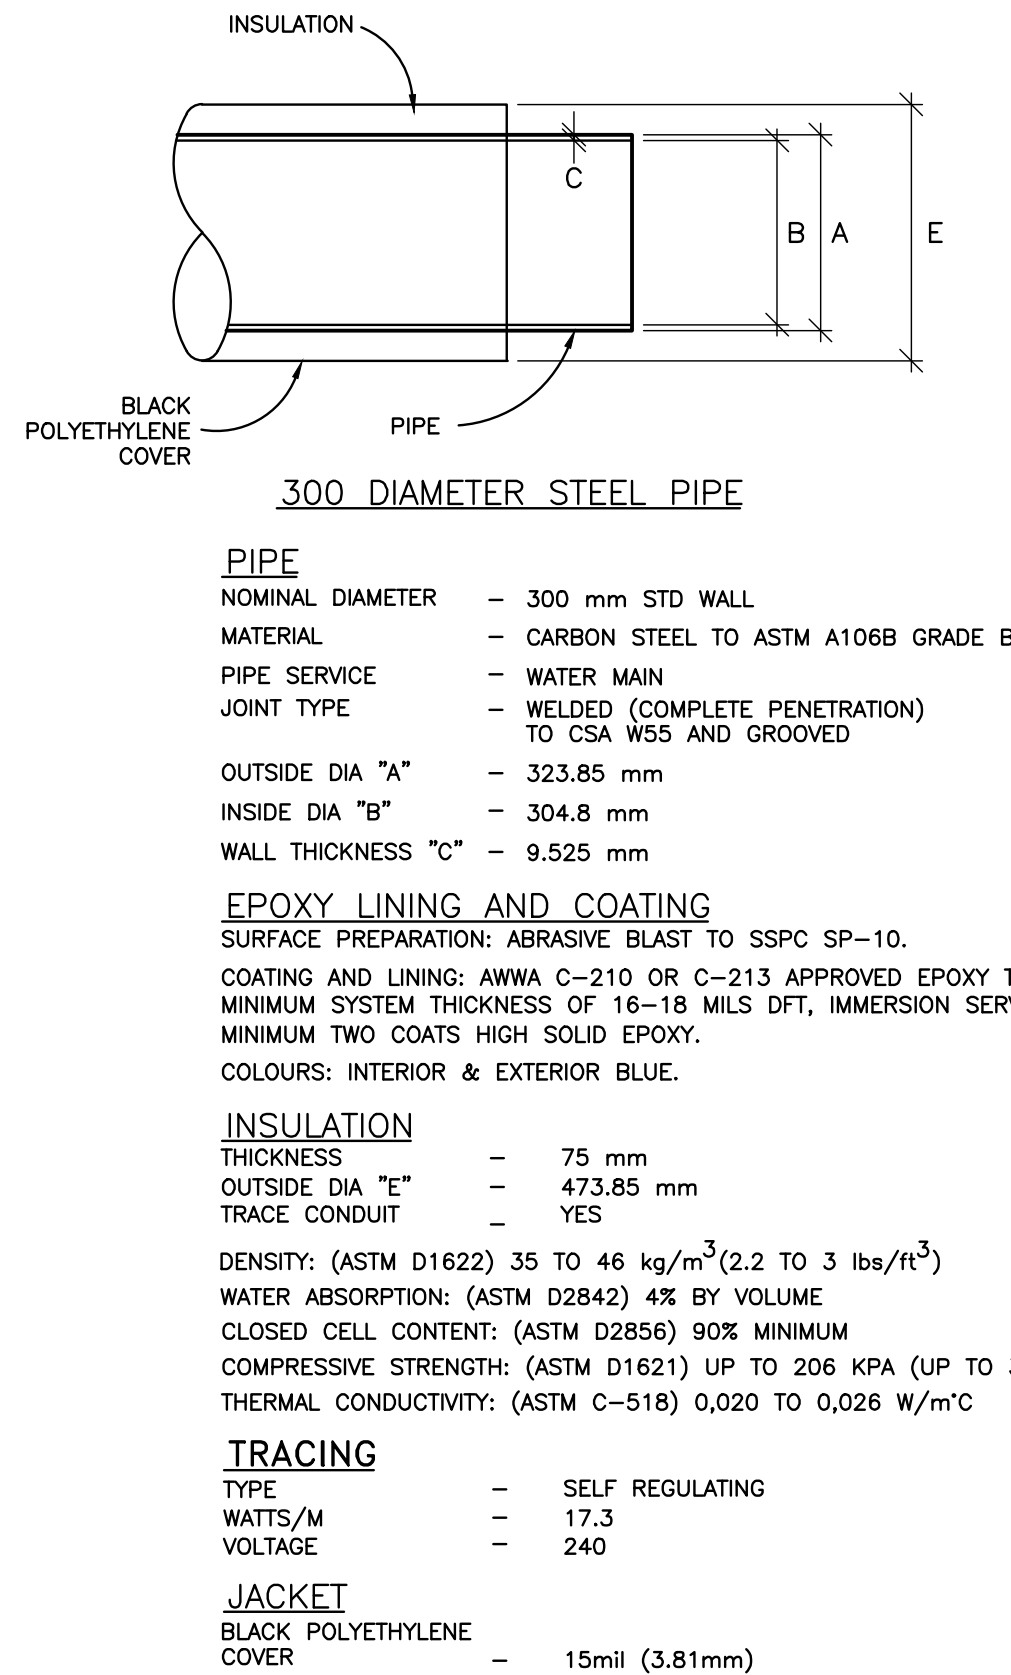 INSULATION
C
B A E
BLACK
POLYETHYLENE
COVER
PIPE
300 DIAMETER STEEL PIPE
PIPE
NOMINAL DIAMETER – 300 mm STD WALL
MATERIAL – CARBON STEEL TO ASTM A106B GRADE B
PIPE SERVICE – WATER MAIN
JOINT TYPE – WELDED (COMPLETE PENETRATION)
TO CSA W55 AND GROOVED
OUTSIDE DIA "A" – 323.85 mm
INSIDE DIA "B" – 304.8 mm
WALL THICKNESS "C" – 9.525 mm
EPOXY LINING AND COATING
SURFACE PREPARATION: ABRASIVE BLAST TO SSPC SP–10.
COATING AND LINING: AWWA C–210 OR C–213 APPROVED EPOXY
MINIMUM SYSTEM THICKNESS OF 16–18 MILS DFT, IMMERSION
MINIMUM TWO COATS HIGH SOLID EPOXY.
COLOURS: INTERIOR & EXTERIOR BLUE.
INSULATION
THICKNESS – 75 mm
OUTSIDE DIA "E" – 473.85 mm
TRACE CONDUIT _ YES
DENSITY: (ASTM D1622) 35 TO 46 kg/m³(2.2 TO 3 lbs/ft³)
WATER ABSORPTION: (ASTM D2842) 4% BY VOLUME
CLOSED CELL CONTENT: (ASTM D2856) 90% MINIMUM
COMPRESSIVE STRENGTH: (ASTM D1621) UP TO 206 KPA (UP TO
THERMAL CONDUCTIVITY: (ASTM C–518) 0,020 TO 0,026 W/m°C
TRACING
TYPE – SELF REGULATING
WATTS/M – 17.3
VOLTAGE – 240
JACKET
BLACK POLYETHYLENE
COVER – 15mil (3.81mm)